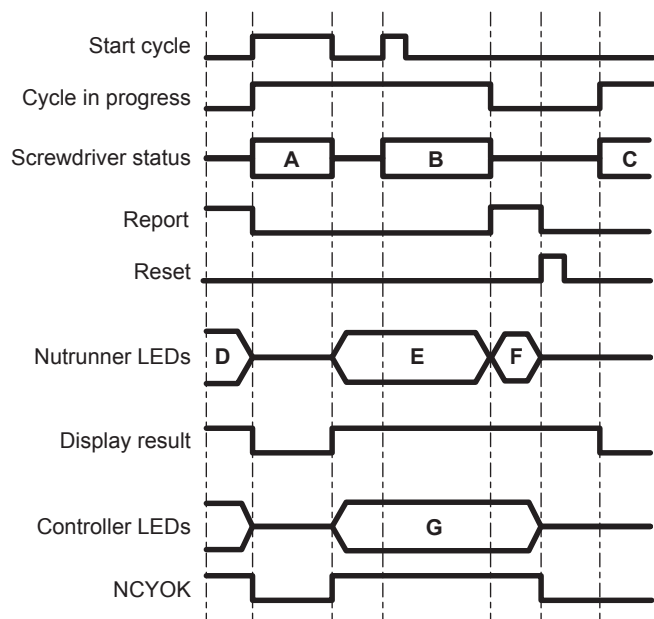 Start cycle
Cycle in progress
Screwdriver status A B C
Report
Reset
Nutrunner LEDs D E F
Display result
Controller LEDs G
NCYOK